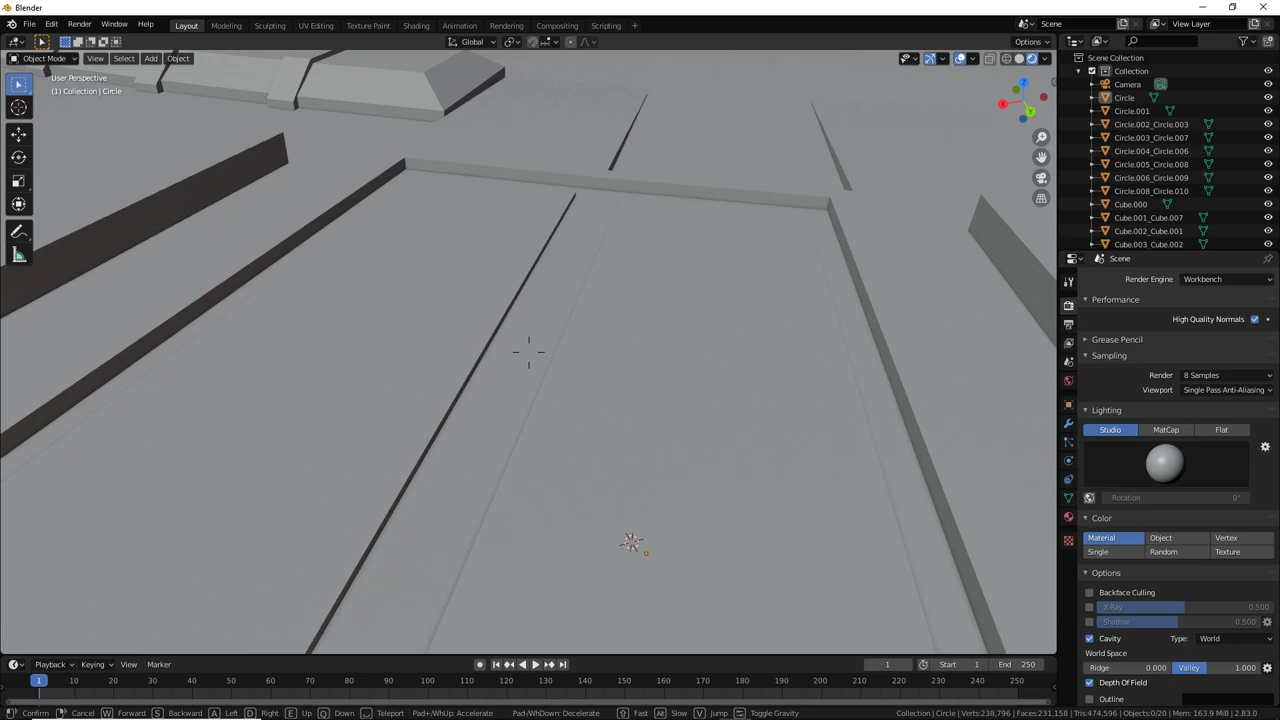 Blender
File Edit Render Window Help Layout Modeling Sculpting UV Editing Texture Paint Shading Animation Rendering Compositing Scripting + Scene View Layer
Global Options
Object Mode View Select Add Object
User Perspective
(1) Collection | Circle
X
Y
Z
Scene Collection
Collection
Camera
Circle
Circle.001
Circle.002_Circle.003
Circle.003_Circle.007
Circle.004_Circle.006
Circle.005_Circle.008
Circle.006_Circle.009
Circle.008_Circle.010
Cube.000
Cube.001_Cube.007
Cube.002_Cube.001
Cube.003_Cube.002
Scene
Render Engine Workbench
Performance
High Quality Normals
Grease Pencil
Sampling
Render 8 Samples
Viewport Single Pass Anti-Aliasing
Lighting
Studio MatCap Flat
Rotation 0°
Color
Material Object Vertex
Single Random Texture
Options
Backface Culling
X-Ray 0.500
Shadow 0.500
Cavity Type: World
World Space
Ridge 0.000 Valley 1.000
Depth Of Field
Outline
Playback Keying View Marker 1 Start 1 End 250
1 10 20 30 40 50 60 70 80 90 100 110 120 130 140 150 160 170 180 190 200 210 220 230 240 250
Confirm Cancel W Forward S Backward A Left D Right E Up Q Down Teleport Pad+/WhUp: Accelerate Pad-/WhDown: Decelerate Fast Alt Slow V Jump Toggle Gravity Collection | Circle | Verts:238,796 | Faces:231,158 | Tris:474,596 | Objects:0/20 | Mem: 163.9 MiB | 2.83.0